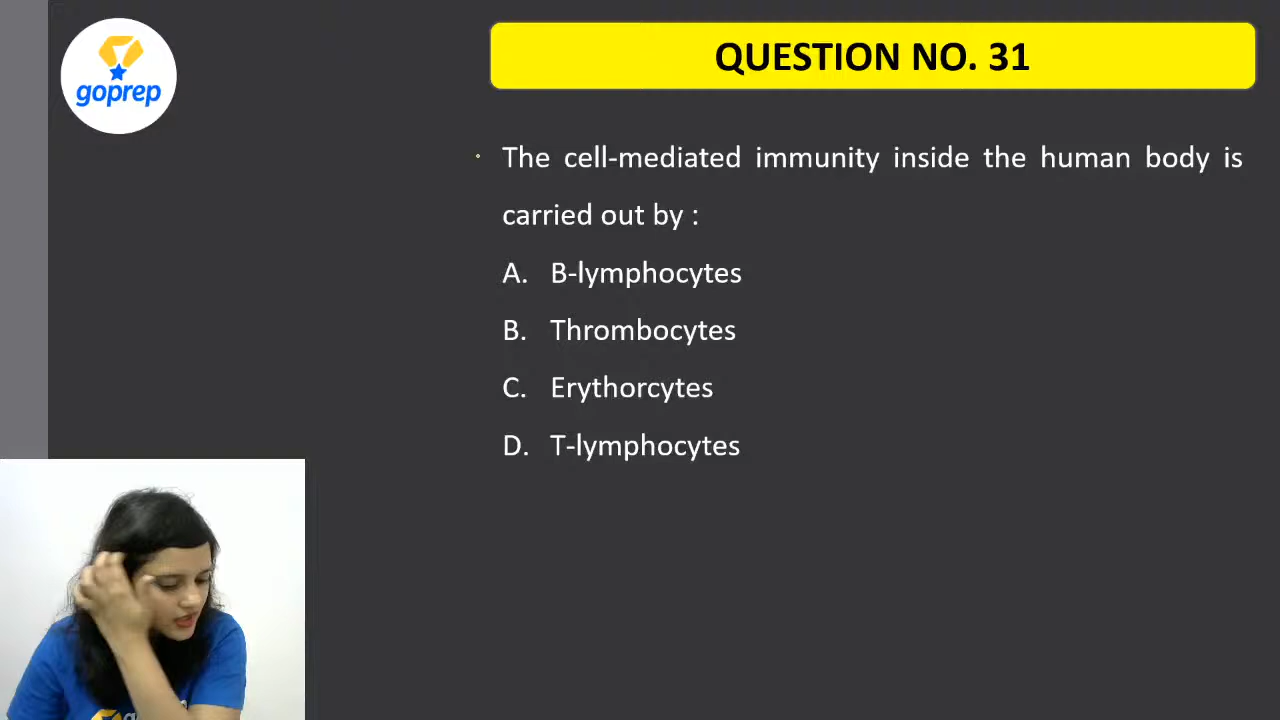 goprep
QUESTION NO. 31
The cell-mediated immunity inside the human body is
carried out by :
A. B-lymphocytes
B. Thrombocytes
C. Erythorcytes
D. T-lymphocytes